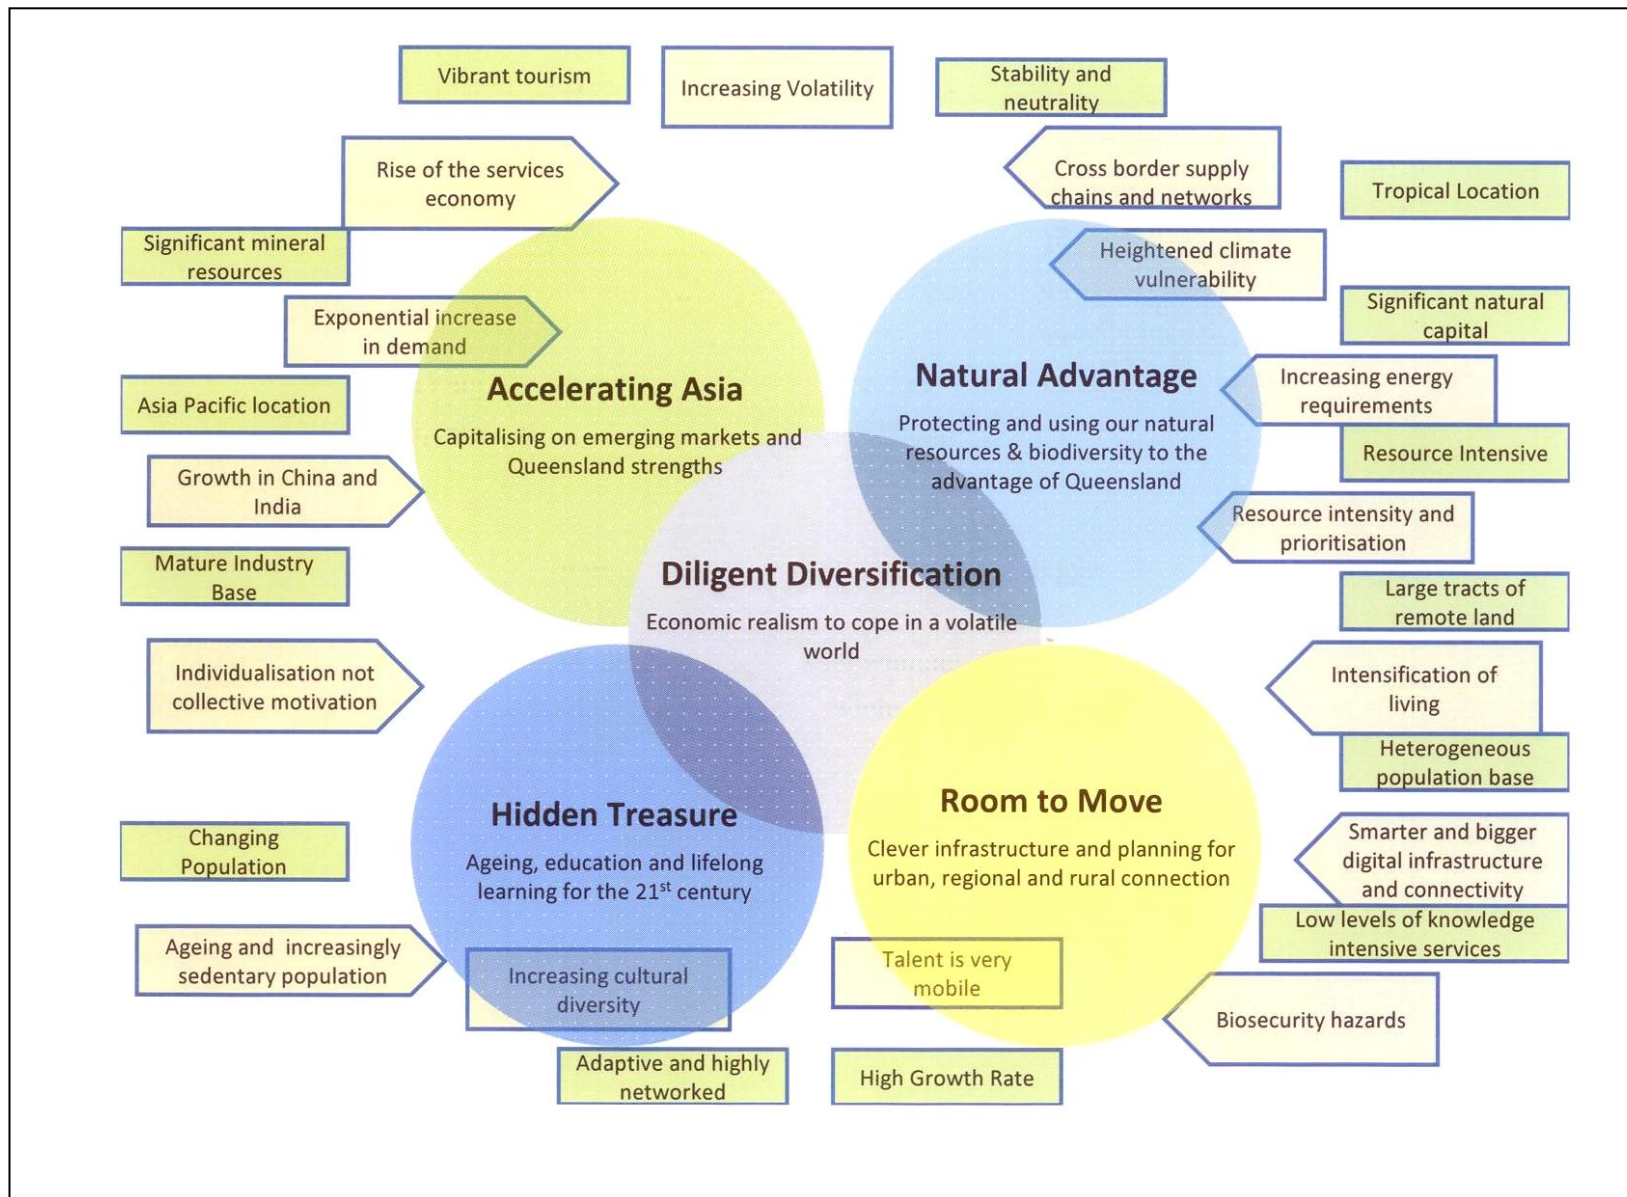 Vibrant tourism
Increasing Volatility
Stability and
neutrality
Rise of the services
economy
Cross border supply
chains and networks
Tropical Location
Significant mineral
resources
Heightened climate
vulnerability
Exponential increase
in demand
Significant natural
capital
Accelerating Asia
Capitalising on emerging markets and
Queensland strengths
Natural Advantage
Protecting and using our natural
resources & biodiversity to the
advantage of Queensland
Increasing energy
requirements
Asia Pacific location
Resource Intensive
Growth in China and
India
Resource intensity and
prioritisation
Mature Industry
Base
Diligent Diversification
Economic realism to cope in a volatile
world
Large tracts of
remote land
Individualisation not
collective motivation
Intensification of
living
Heterogeneous
population base
Hidden Treasure
Ageing, education and lifelong
learning for the 21st century
Room to Move
Clever infrastructure and planning for
urban, regional and rural connection
Changing
Population
Smarter and bigger
digital infrastructure
and connectivity
Low levels of knowledge
intensive services
Ageing and increasingly
sedentary population
Increasing cultural
diversity
Talent is very
mobile
Biosecurity hazards
Adaptive and highly
networked
High Growth Rate